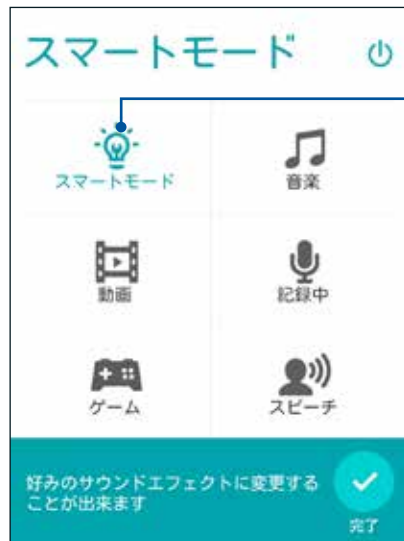 スマートモード
スマートモード
音楽
動画
記録中
ゲーム
スピーチ
好みのサウンドエフェクトに変更する
ことが出来ます
完了